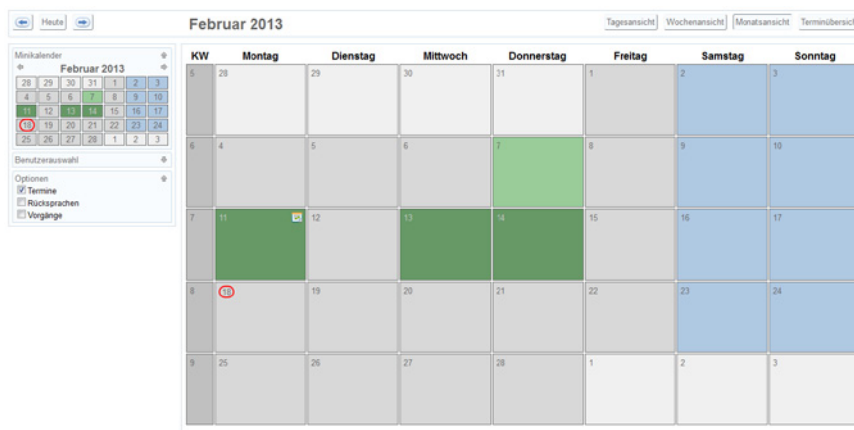 Heute
Februar 2013
Tagesansicht Wochenansicht Monatsansicht Terminübersicht
Minikalender
Februar 2013
28 29 30 31 1 2 3
4 5 6 7 8 9 10
11 12 13 14 15 16 17
18 19 20 21 22 23 24
25 26 27 28 1 2 3
Benutzerauswahl
Optionen
Termine
Rücksprachen
Vorgänge
KW Montag Dienstag Mittwoch Donnerstag Freitag Samstag Sonntag
5 28 29 30 31 1 2 3
6 4 5 6 7 8 9 10
7 11 12 13 14 15 16 17
8 18 19 20 21 22 23 24
9 25 26 27 28 1 2 3